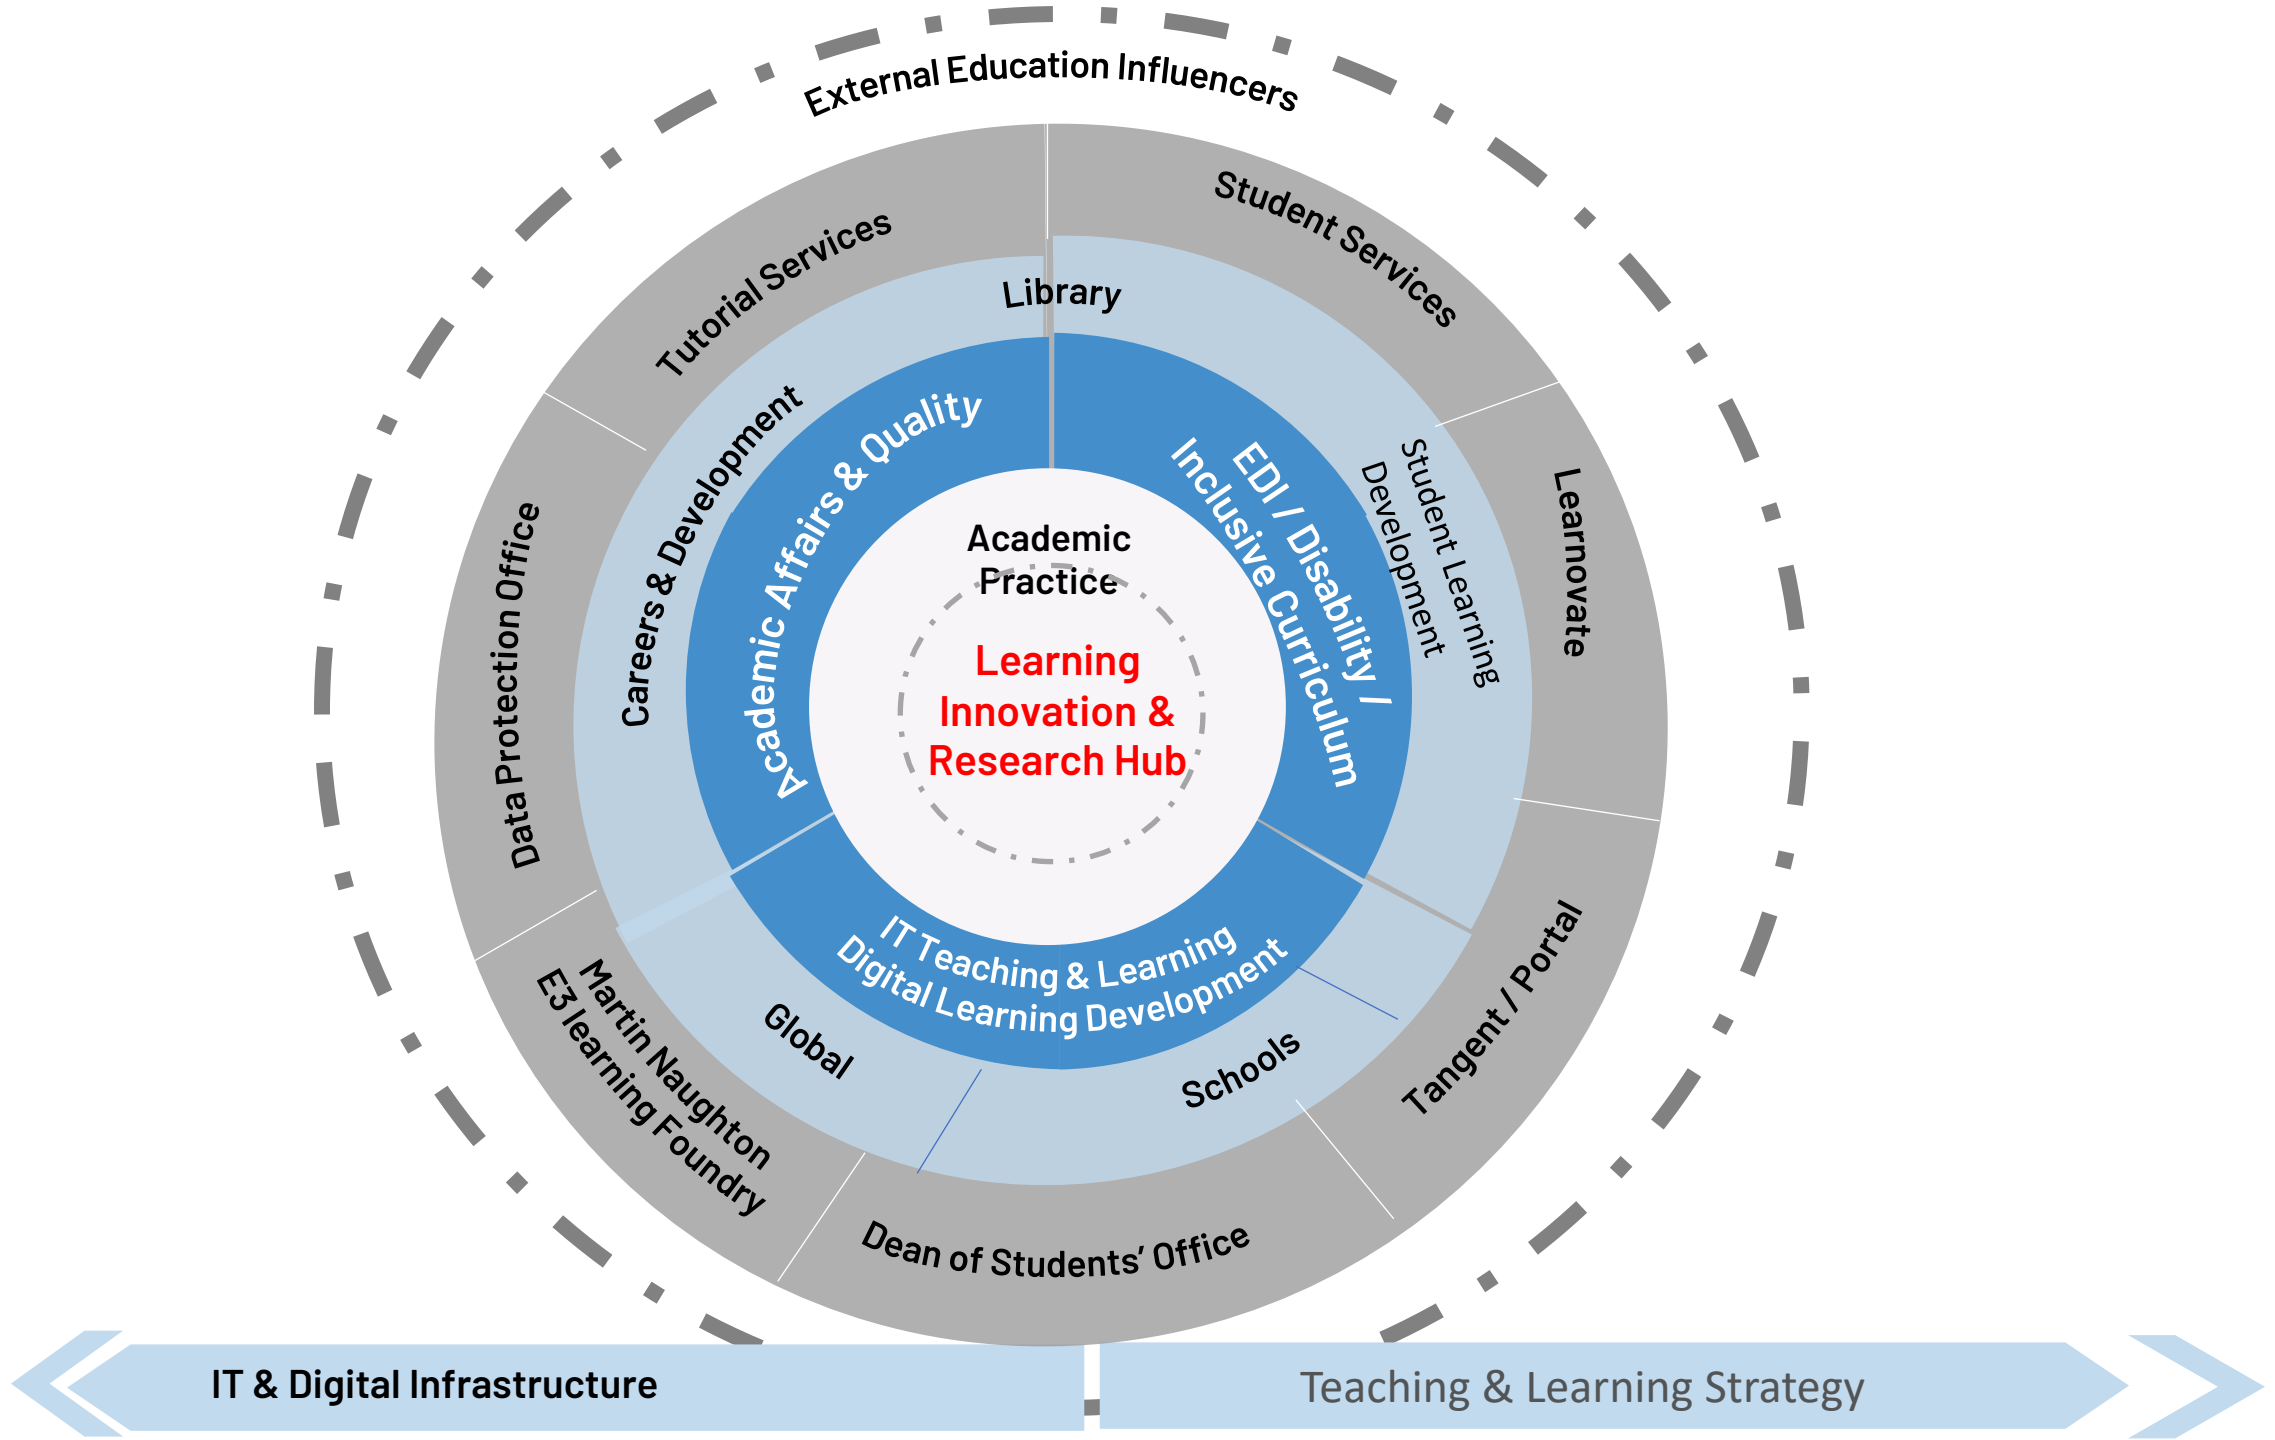 External Education Influencers
Student Services
Tutorial Services
Library
Careers & Development
Academic Affairs & Quality
EDI / Disability /
Inclusive Curriculum
Student Learning
Development
Learnovate
Data Protection Office
Academic
Practice
Learning
Innovation &
Research Hub
IT Teaching & Learning
Digital Learning Development
Global
Schools
Tangent / Portal
Martin Naughton
E3 learning Foundry
Dean of Students’ Office
IT & Digital Infrastructure
Teaching & Learning Strategy